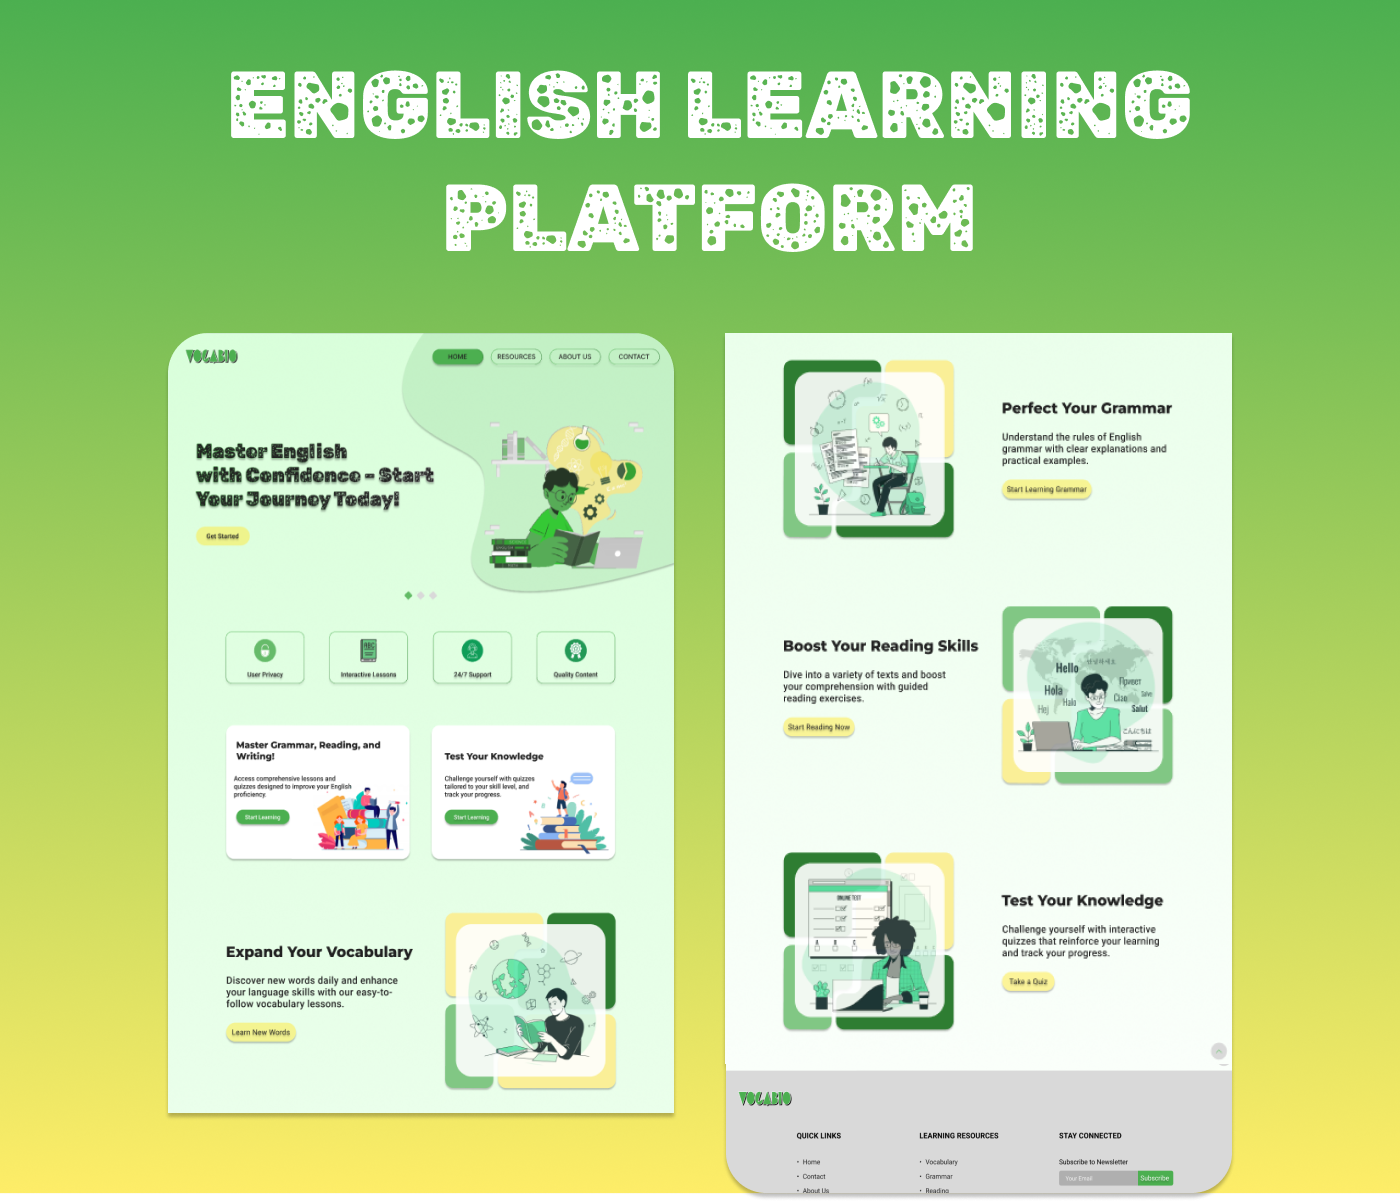 ENGLISH LEARNING
PLATFORM
VOCABIO
HOME
RESOURCES
ABOUT US
CONTACT
Master English
with Confidence - Start
Your Journey Today!
Get Started
User Privacy
ABC
Interactive Lessons
24/7 Support
Quality Content
Master Grammar, Reading, and
Writing!
Access comprehensive lessons and
quizzes designed to improve your English
proficiency.
Start Learning
Test Your Knowledge
Challenge yourself with quizzes
tailored to your skill level, and
track your progress.
Start Learning
Expand Your Vocabulary
Discover new words daily and enhance
your language skills with our easy-to-
follow vocabulary lessons.
Learn New Words
Perfect Your Grammar
Understand the rules of English
grammar with clear explanations and
practical examples.
Start Learning Grammar
Boost Your Reading Skills
Dive into a variety of texts and boost
your comprehension with guided
reading exercises.
Start Reading Now
Hello
안녕하세요
Привет
Hola
Halo
Ciao
Salve
Hej
Salut
こんにちは
ONLINE TEST
A B C
Test Your Knowledge
Challenge yourself with interactive
quizzes that reinforce your learning
and track your progress.
Take a Quiz
VOCABIO
QUICK LINKS
• Home
• Contact
• About Us
LEARNING RESOURCES
• Vocabulary
• Grammar
• Reading
STAY CONNECTED
Subscribe to Newsletter
Your Email
Subscribe